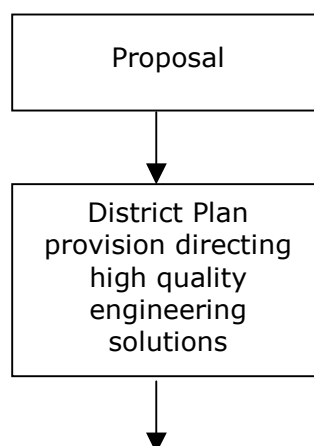 Proposal
District Plan
provision directing
high quality
engineering
solutions